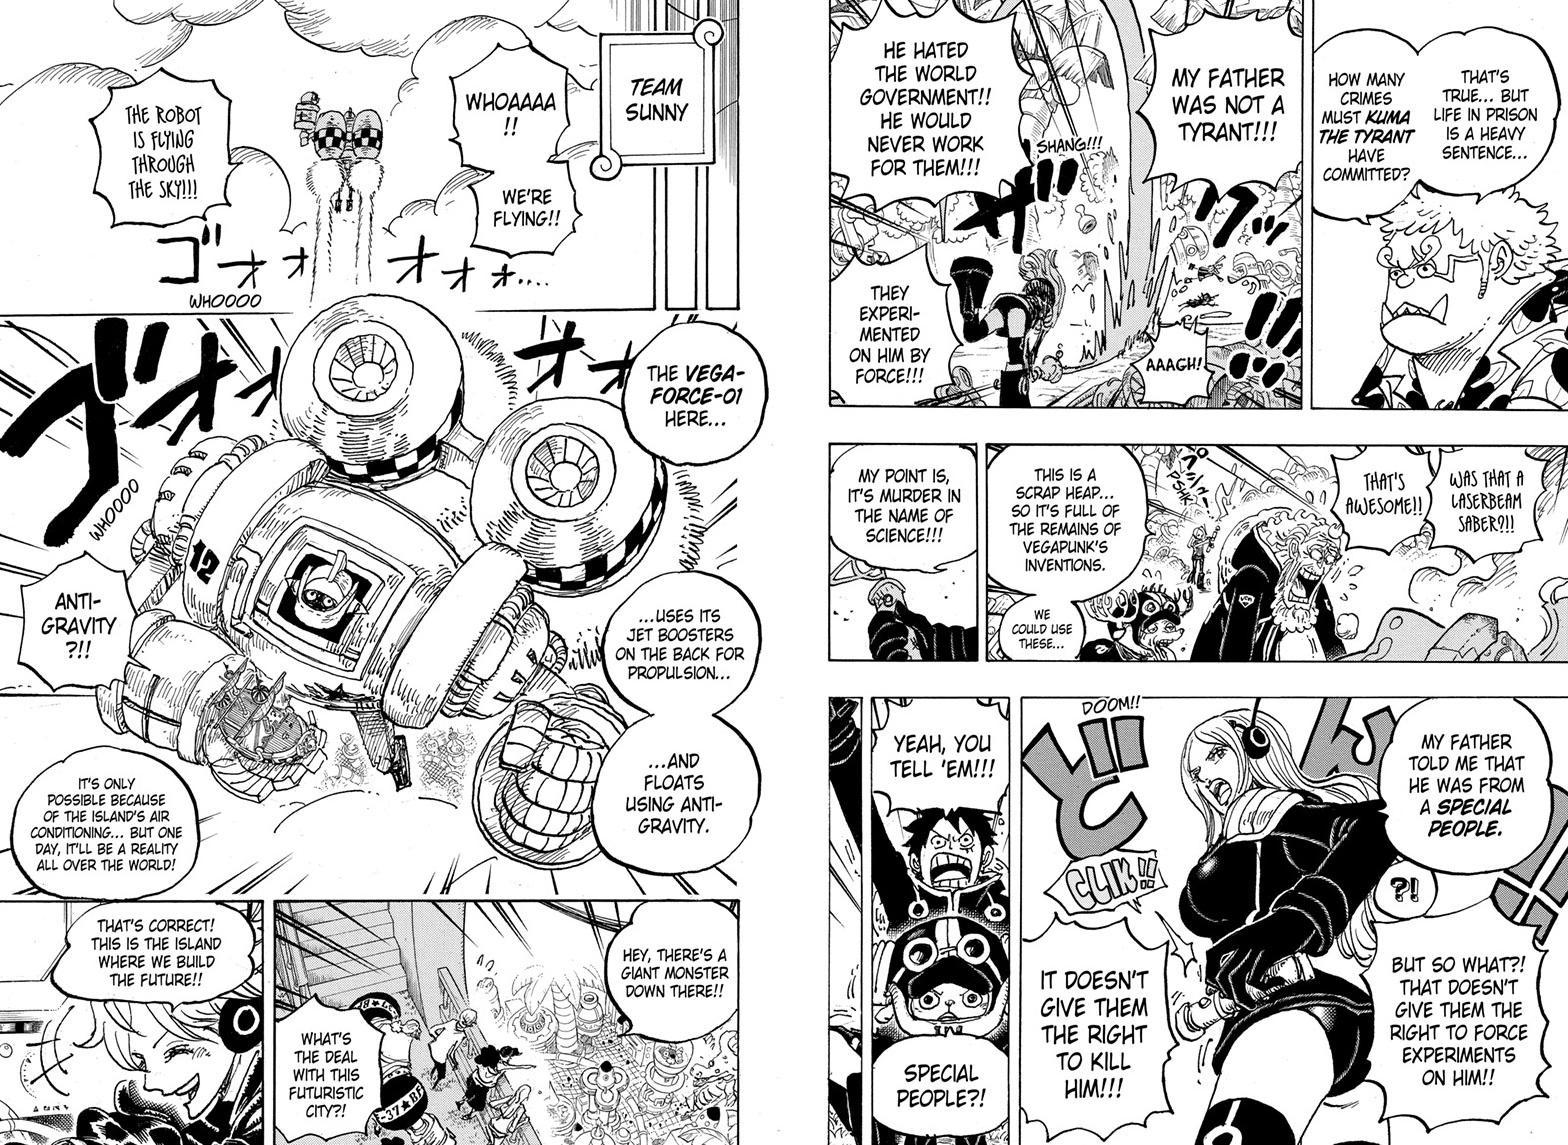 THAT'S
TRUE... BUT
LIFE IN PRISON
IS A HEAVY
SENTENCE...
HOW MANY
CRIMES
MUST KUMA
THE TYRANT
HAVE
COMMITTED?
MY FATHER
WAS NOT A
TYRANT!!!
SHANG!!!
AAAGH!
HE HATED
THE WORLD
GOVERNMENT!!
HE WOULD
NEVER WORK
FOR THEM!!!
THEY
EXPERI-
MENTED
ON HIM BY
FORCE!!!
WAS THAT A
LASERBEAM
SABER?!!
THAT'S
AWESOME!!
PSHK
THIS IS A
SCRAP HEAP...
SO IT'S FULL OF
THE REMAINS OF
VEGAPUNK'S
INVENTIONS.
WE
COULD USE
THESE...
MY POINT IS,
IT'S MURDER IN
THE NAME OF
SCIENCE!!!
MY FATHER
TOLD ME THAT
HE WAS FROM
A SPECIAL
PEOPLE.
?!
BUT SO WHAT?!
THAT DOESN'T
GIVE THEM THE
RIGHT TO FORCE
EXPERIMENTS
ON HIM!!
DOOM!!
ドン!!
CLIK!!
IT DOESN'T
GIVE THEM
THE RIGHT
TO KILL
HIM!!!
YEAH, YOU
TELL 'EM!!!
SPECIAL
PEOPLE?!
TEAM
SUNNY
WHOAAAA
!!
WE'RE
FLYING!!
THE ROBOT
IS FLYING
THROUGH
THE SKY!!!
ゴオオオオオ....
WHOOOO
THE VEGA-
FORCE-01
HERE...
ゴオオオオ
WHOOOO
12
...USES ITS
JET BOOSTERS
ON THE BACK FOR
PROPULSION...
ANTI-
GRAVITY
?!!
...AND
FLOATS
USING ANTI-
GRAVITY.
IT'S ONLY
POSSIBLE BECAUSE
OF THE ISLAND'S AIR
CONDITIONING... BUT ONE
DAY, IT'LL BE A REALITY
ALL OVER THE WORLD!
HEY, THERE'S A
GIANT MONSTER
DOWN THERE!!
WHAT'S
THE DEAL
WITH THIS
FUTURISTIC
CITY?!
THAT'S CORRECT!
THIS IS THE ISLAND
WHERE WE BUILD
THE FUTURE!!